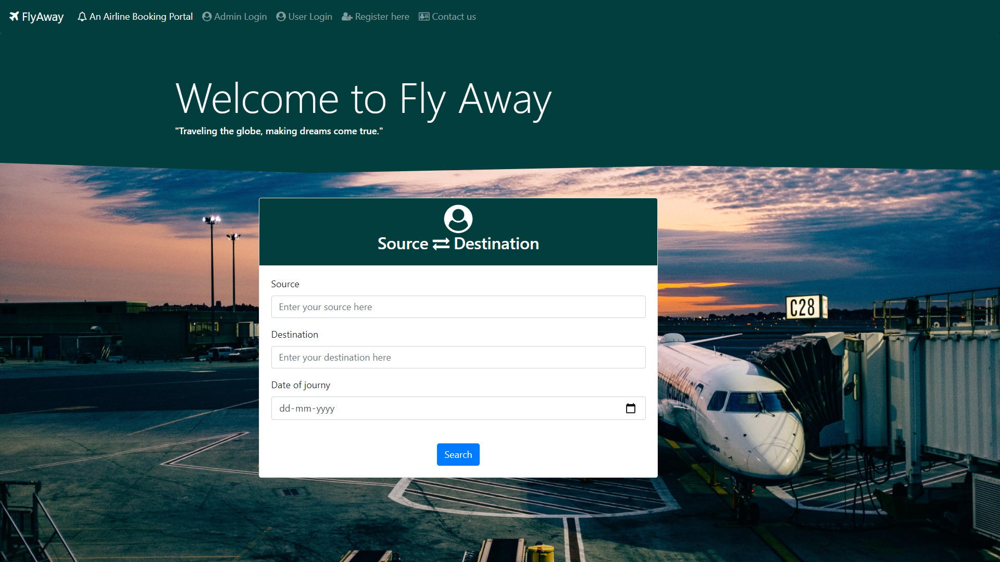 FlyAway An Airline Booking Portal Admin Login User Login Register here Contact us
Welcome to Fly Away
"Traveling the globe, making dreams come true."
Source Destination
Source
Enter your source here
Destination
Enter your destination here
Date of journy
dd-mm-yyyy
Search
C28